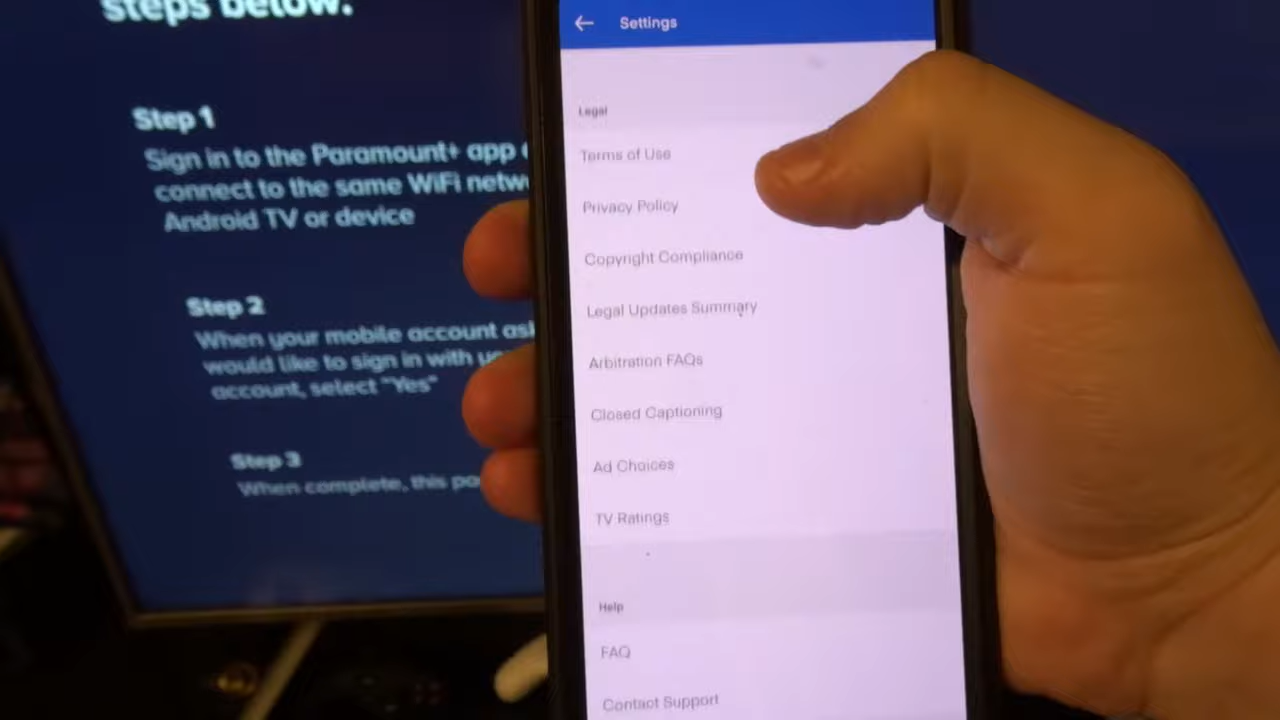 steps below.
Step 1
Sign in to the Paramount+ app
connect to the same WiFi
Android TV or device
Step 2
When your mobile account
would like to sign in with
account, select "Yes"
Step 3
When complete, this
Settings
Legal
Terms of Use
Privacy Policy
Copyright Compliance
Legal Updates Summary
Arbitration FAQs
Closed Captioning
Ad Choices
TV Ratings
Help
FAQ
Contact Support